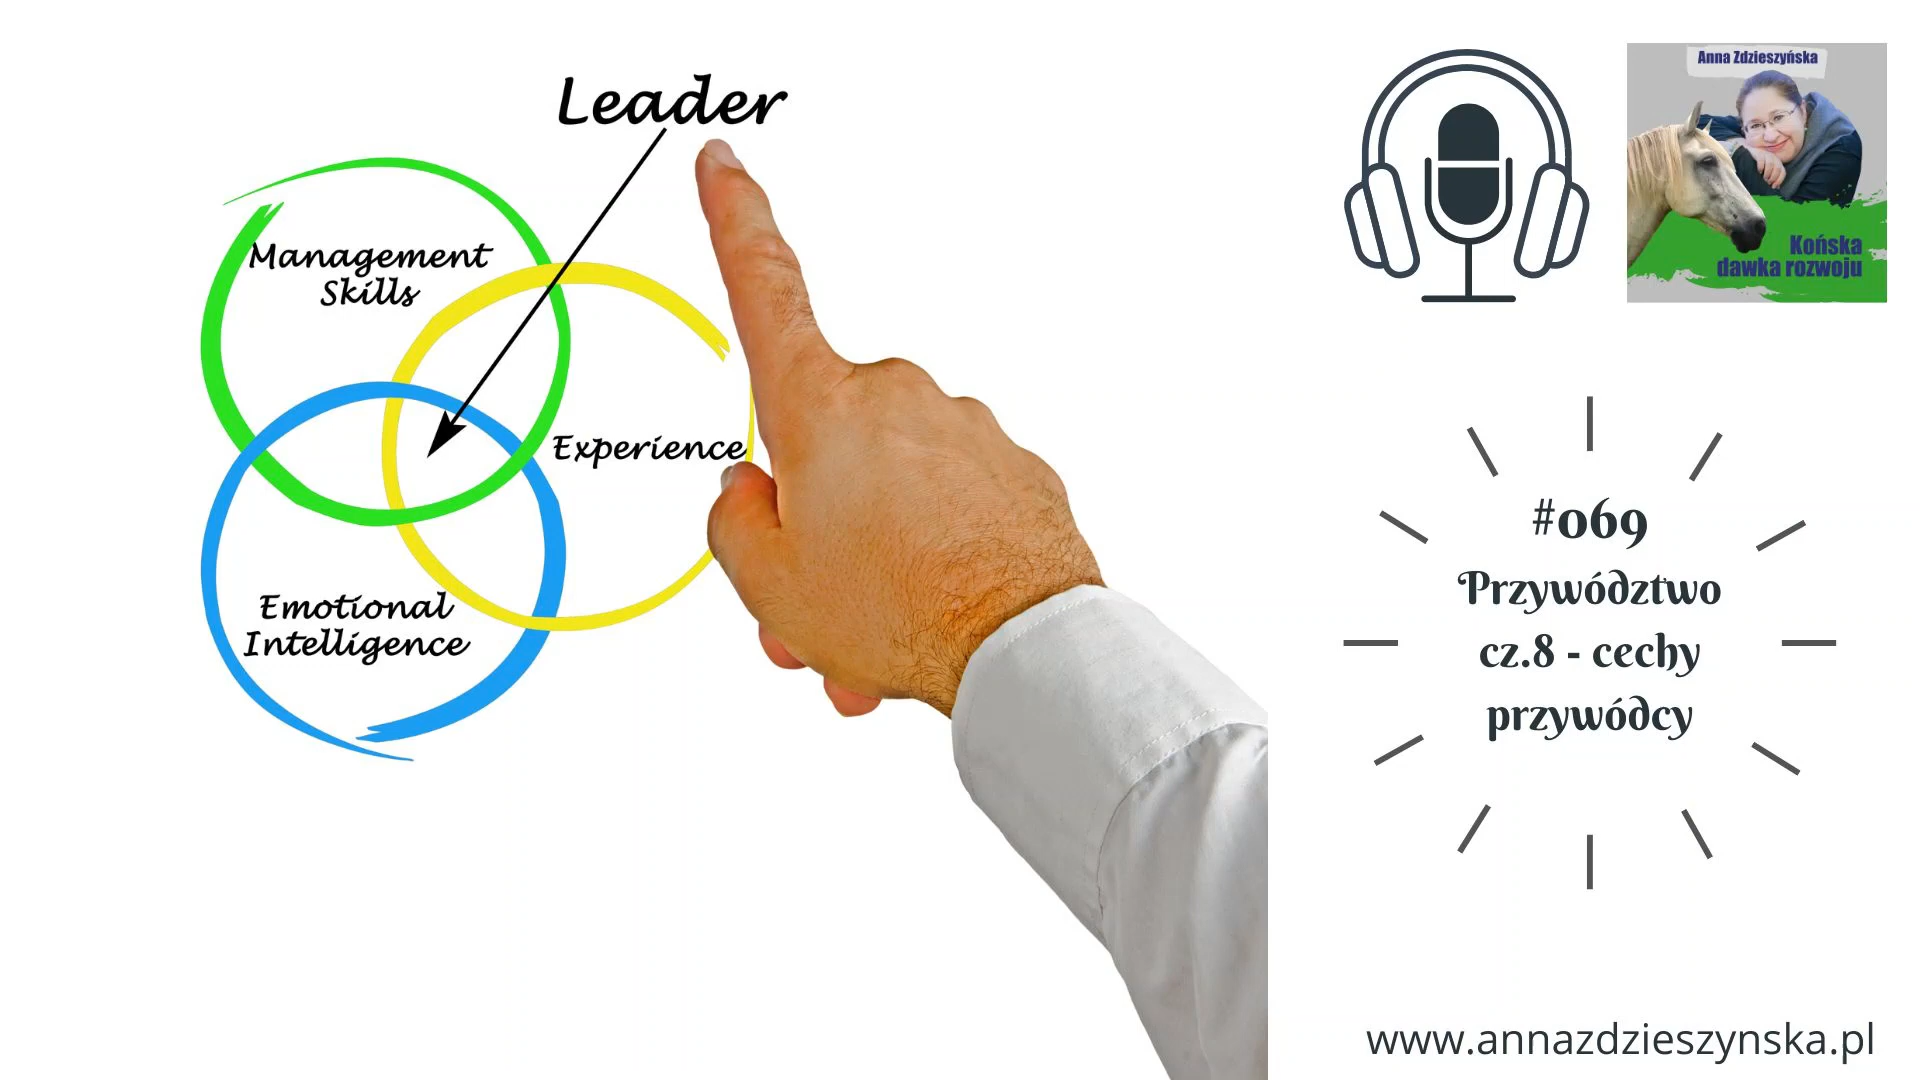 Leader
Management
Skills
Experience
Emotional
Intelligence
Anna Zdzieszyńska
Końska
dawka rozwoju
#069
Przywództwo
cz.8 - cechy
przywódcy
www.annazdzieszynska.pl